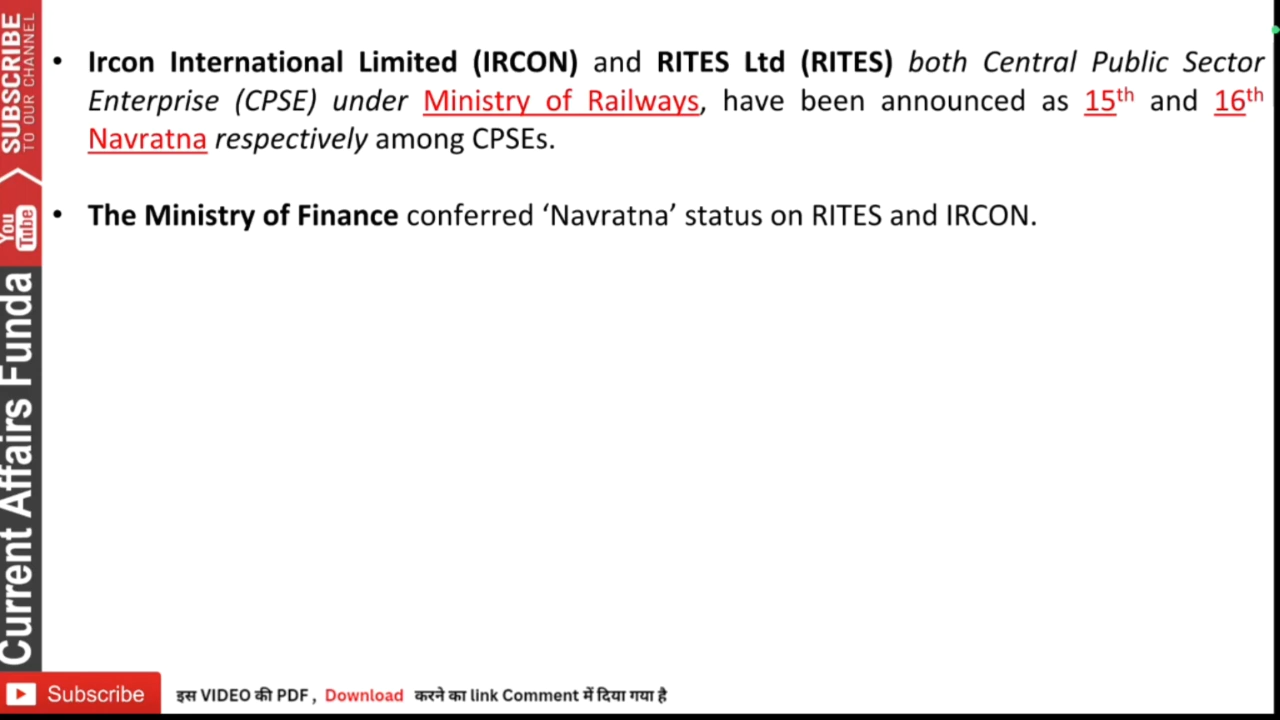 Ircon International Limited (IRCON) and RITES Ltd (RITES) both Central Public Sector
Enterprise (CPSE) under Ministry of Railways, have been announced as 15th and 16th
Navratna respectively among CPSEs.
The Ministry of Finance conferred ‘Navratna’ status on RITES and IRCON.
SUBSCRIBE
TO OUR CHANNEL
You
Tube
Current Affairs Funda
Subscribe
इस VIDEO की PDF , Download करने का link Comment में दिया गया है